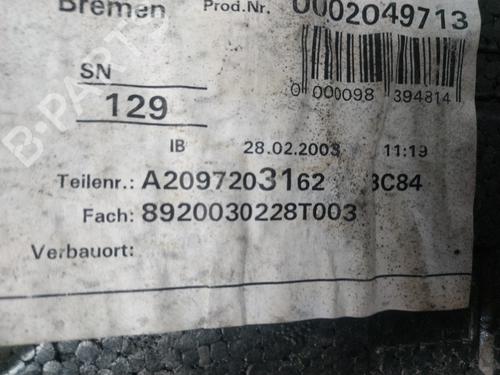 Bremen Prod.Nr. 0002049713
0 000098 394814
SN
129
IB 28.02.2003 11:19
Teilenr.: A2097203162 8C84
Fach: 8920030228T003
Verbauort:
B-PARTS